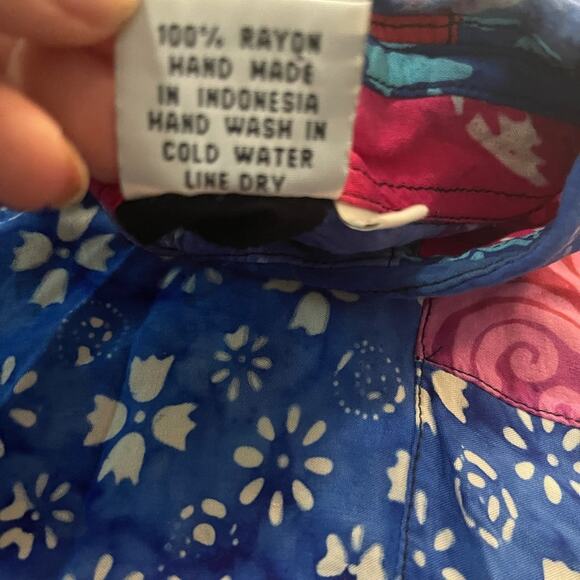 100% RAYON
HAND MADE
IN INDONESIA
HAND WASH IN
COLD WATER
LINE DRY